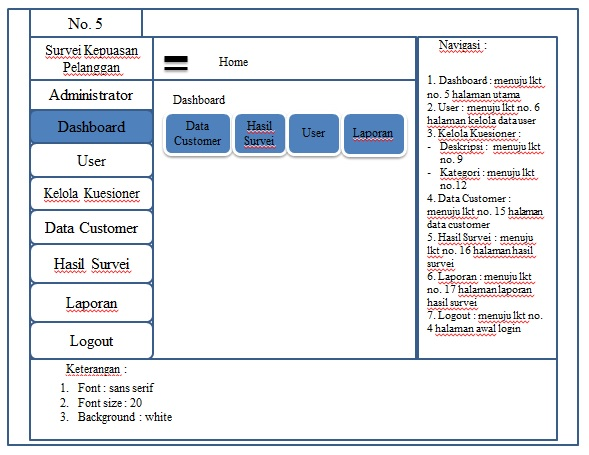 No. 5
Survei Kepuasan
Pelanggan
Administrator
Dashboard
User
Kelola Kuesioner
Data Customer
Hasil Survei
Laporan
Logout
Home
Dashboard
Data
Customer
Hasil
Survei
User
Laporan
Navigasi :
1. Dashboard : menuju lkt
no. 5 halaman utama
2. User : menuju lkt no. 6
halaman kelola data user
3. Kelola Kuesioner :
- Deskripsi : menuju lkt
no. 9
- Kategori : menuju lkt
no.12
4. Data Customer :
menuju lkt no. 15 halaman
data customer
5. Hasil Survei : menuju
lkt no. 16 halaman hasil
survei
6. Laporan : menuju lkt
no. 17 halaman laporan
hasil survei
7. Logout : menuju lkt no.
4 halaman awal login
Keterangan :
1. Font : sans serif
2. Font size : 20
3. Background : white